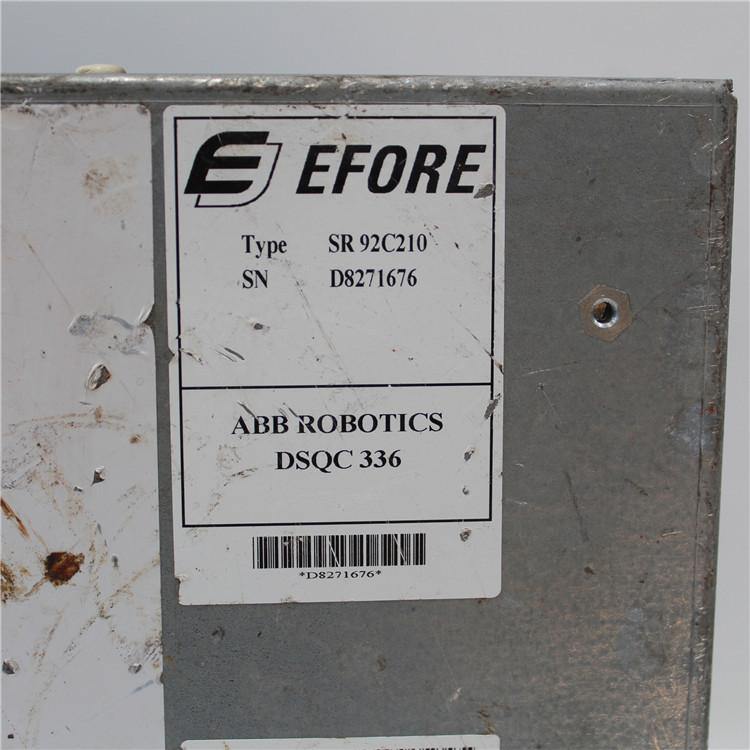 EFORE
Type SR 92C210
SN D8271676
ABB ROBOTICS
DSQC 336
*D8271676*